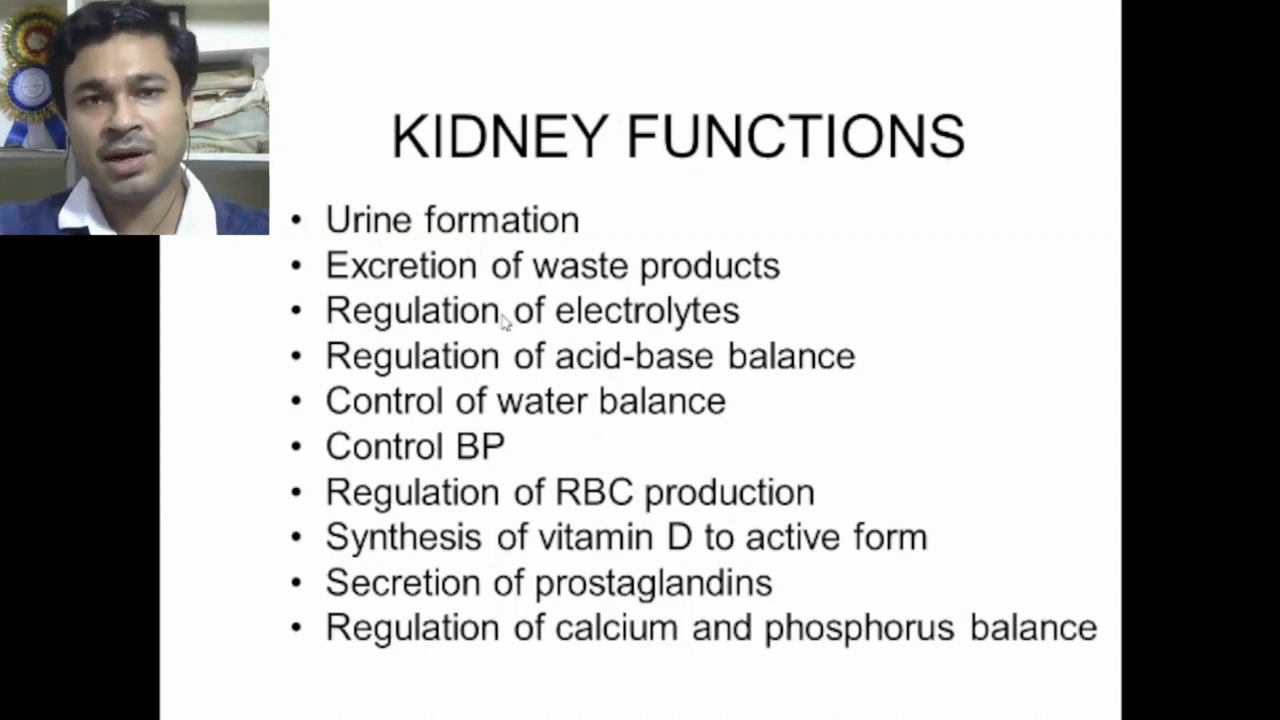 KIDNEY FUNCTIONS
• Urine formation
• Excretion of waste products
• Regulation of electrolytes
• Regulation of acid-base balance
• Control of water balance
• Control BP
• Regulation of RBC production
• Synthesis of vitamin D to active form
• Secretion of prostaglandins
• Regulation of calcium and phosphorus balance